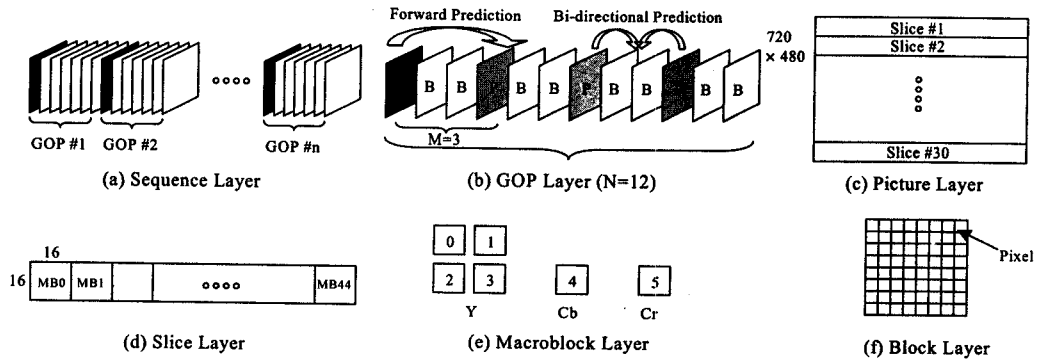 Forward Prediction
Bi-directional Prediction
GOP #1
GOP #2
GOP #n
(a) Sequence Layer
B
B
B
B
P
B
B
B
B
M=3
(b) GOP Layer (N=12)
720
× 480
Slice #1
Slice #2
Slice #30
(c) Picture Layer
16
16
MB0
MB1
MB44
(d) Slice Layer
0
1
2
3
4
5
Y
Cb
Cr
(e) Macroblock Layer
Pixel
(f) Block Layer